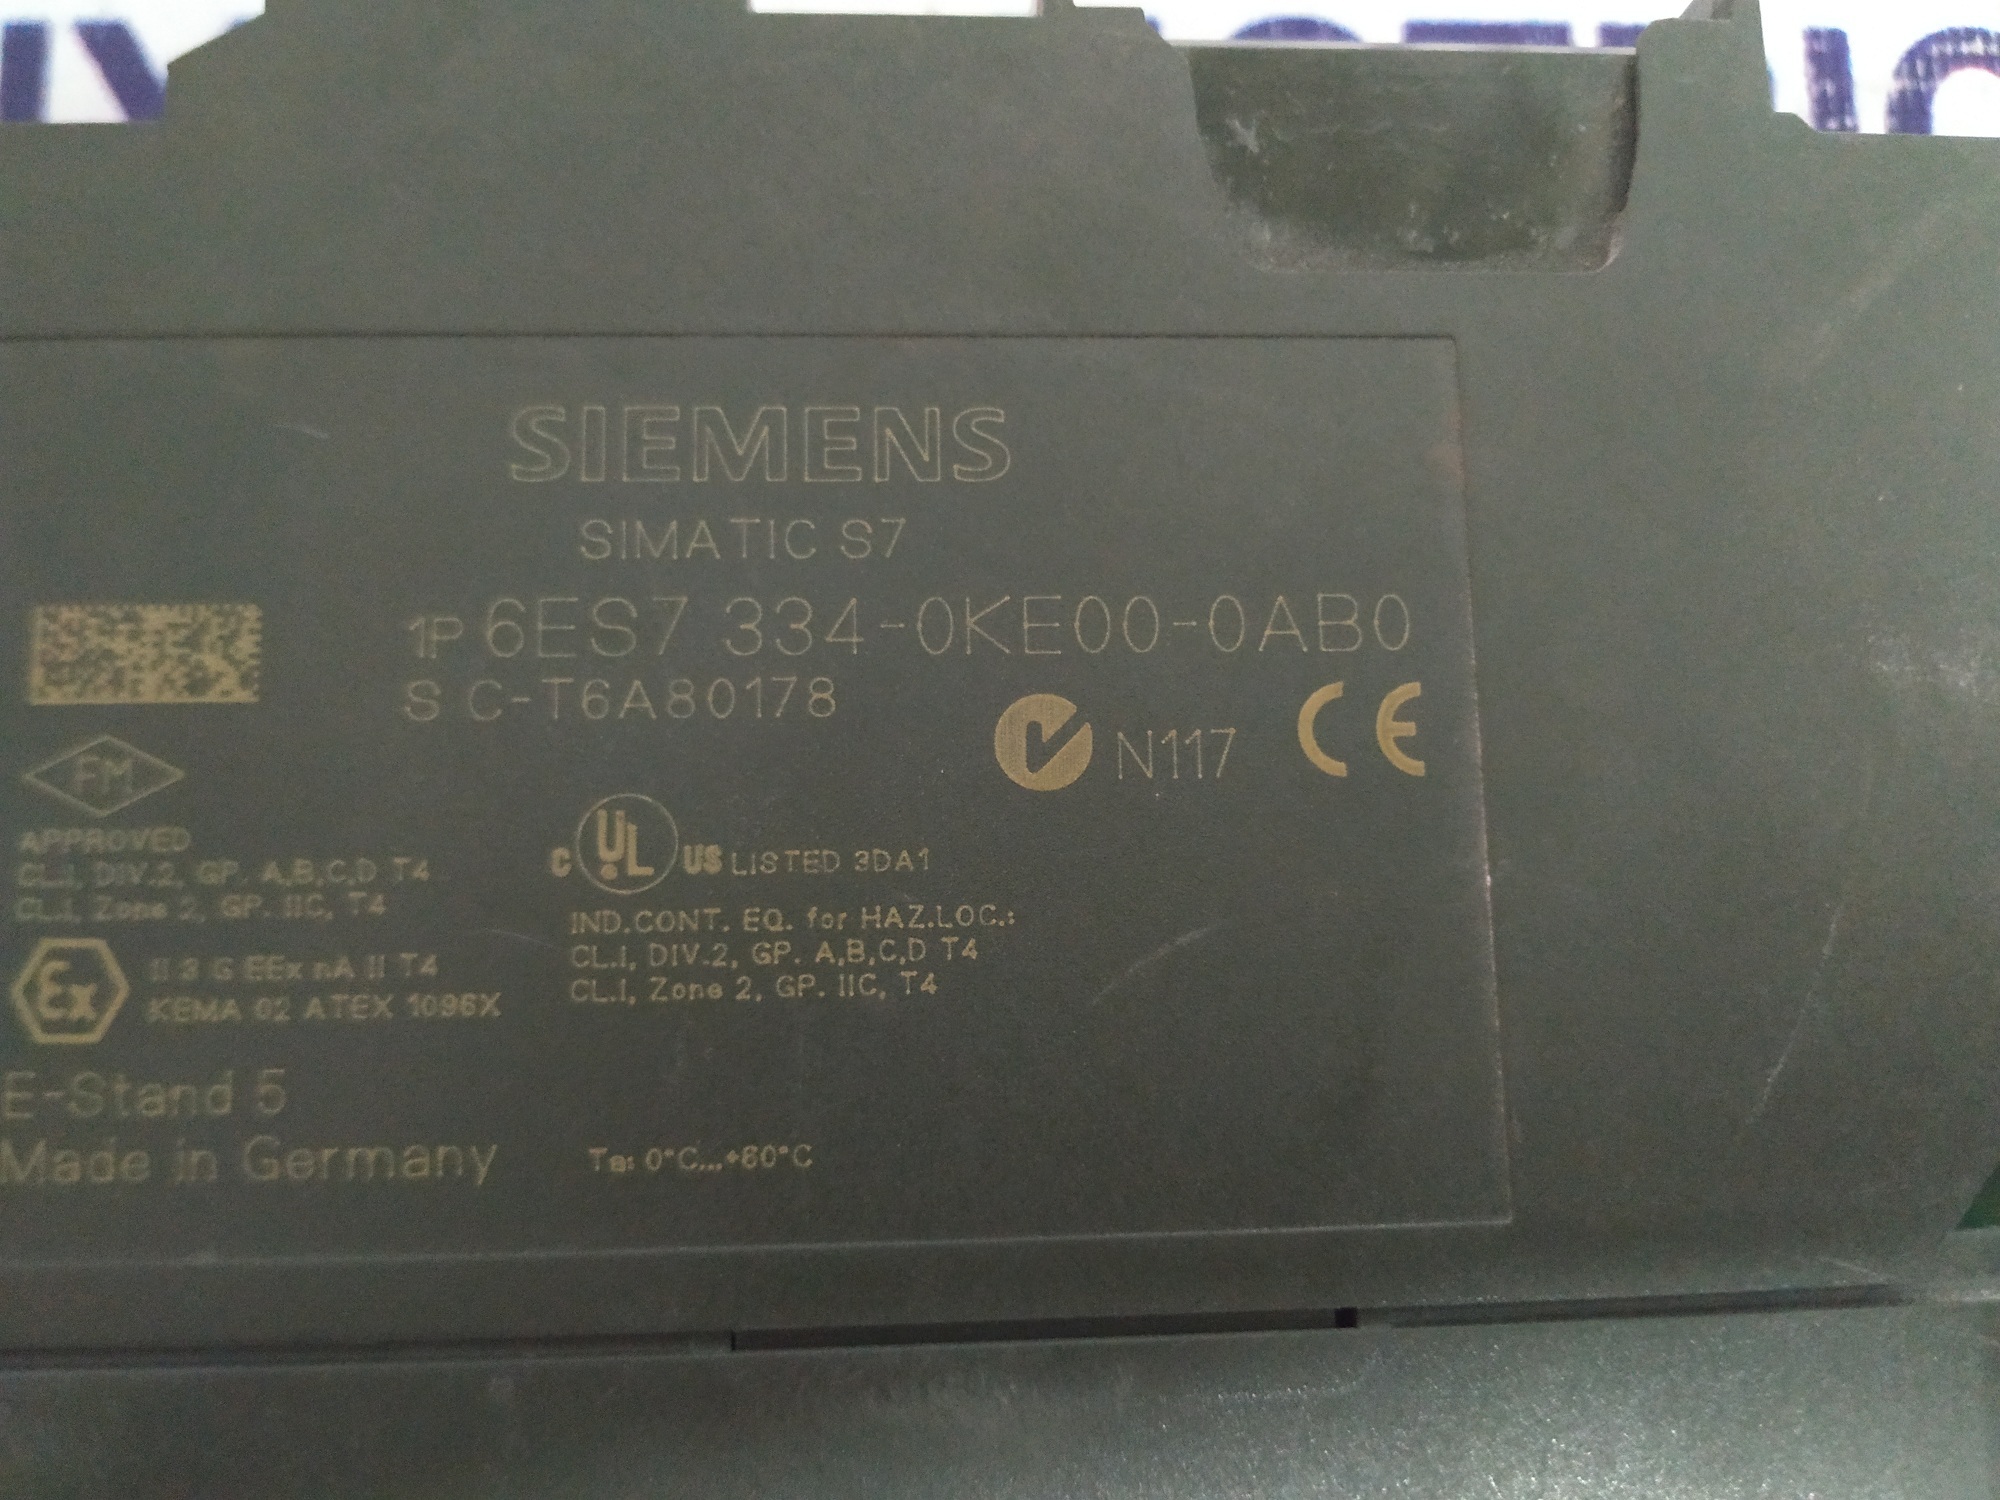 SIEMENS
SIMATIC S7
1P 6ES7 334-0KE00-0AB0
S C-T6A80178
N117 CE
FM
APPROVED
CL.I, DIV.2, GP. A,B,C,D T4
CL.I, Zone 2, GP. IIC, T4
c UL US LISTED 3DA1
IND.CONT. EQ. for HAZ.LOC.:
CL.I, DIV.2, GP. A,B,C,D T4
CL.I, Zone 2, GP. IIC, T4
Ex II 3 G EEx nA II T4
KEMA 02 ATEX 1096X
E-Stand 5
Made in Germany
Ta: 0°C...+60°C